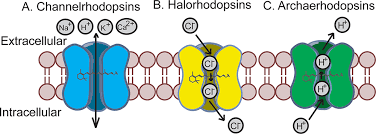 A. Channelrhodopsins
B. Halorhodopsins
C. Archaerhodopsins
Na⁺ H⁺ K⁺ Ca²⁺
Cl⁻
H⁺
Extracellular
Cl⁻
H⁺
Cl⁻
H⁺
Intracellular
Cl⁻
H⁺